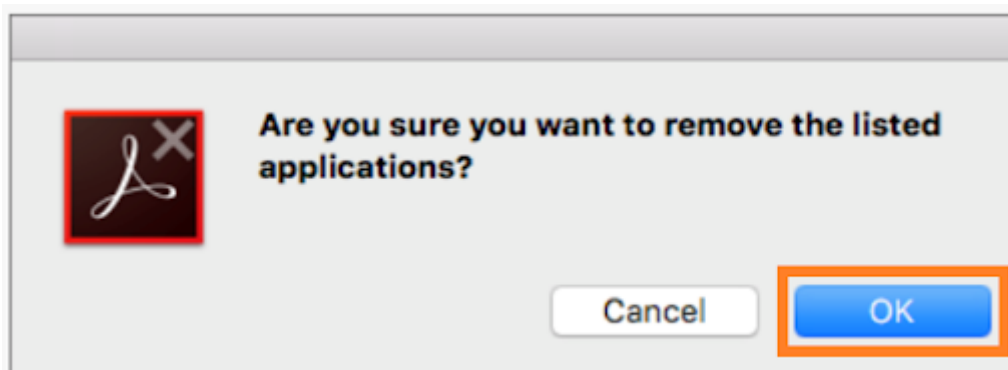 Are you sure you want to remove the listed
applications?
Cancel
OK